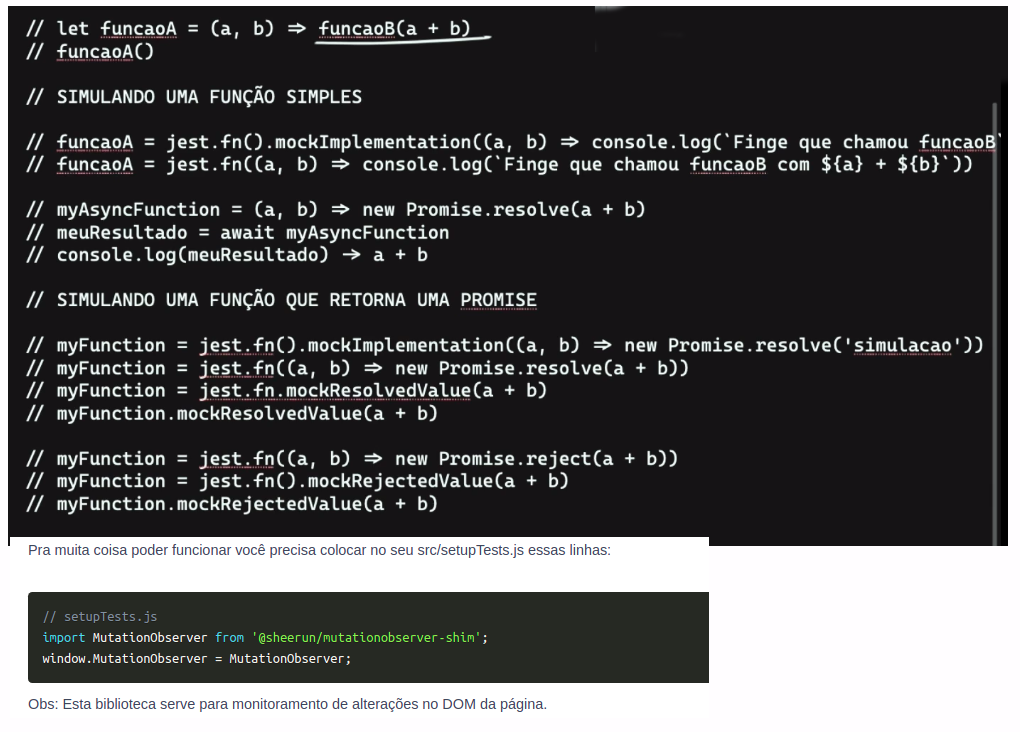 // let funcaoA = (a, b) => funcaoB(a + b)
// funcaoA()
// SIMULANDO UMA FUNÇÃO SIMPLES
// funcaoA = jest.fn().mockImplementation((a, b) => console.log(`Finge que chamou funcaoB`
// funcaoA = jest.fn((a, b) => console.log(`Finge que chamou funcaoB com ${a} + ${b}`))
// myAsyncFunction = (a, b) => new Promise.resolve(a + b)
// meuResultado = await myAsyncFunction
// console.log(meuResultado) -> a + b
// SIMULANDO UMA FUNÇÃO QUE RETORNA UMA PROMISE
// myFunction = jest.fn().mockImplementation((a, b) => new Promise.resolve('simulacao'))
// myFunction = jest.fn((a, b) => new Promise.resolve(a + b))
// myFunction = jest.fn.mockResolvedValue(a + b)
// myFunction.mockResolvedValue(a + b)
// myFunction = jest.fn((a, b) => new Promise.reject(a + b))
// myFunction = jest.fn().mockRejectedValue(a + b)
// myFunction.mockRejectedValue(a + b)
Pra muita coisa poder funcionar você precisa colocar no seu src/setupTests.js essas linhas:
// setupTests.js
import MutationObserver from '@sheerun/mutationobserver-shim';
window.MutationObserver = MutationObserver;
Obs: Esta biblioteca serve para monitoramento de alterações no DOM da página.